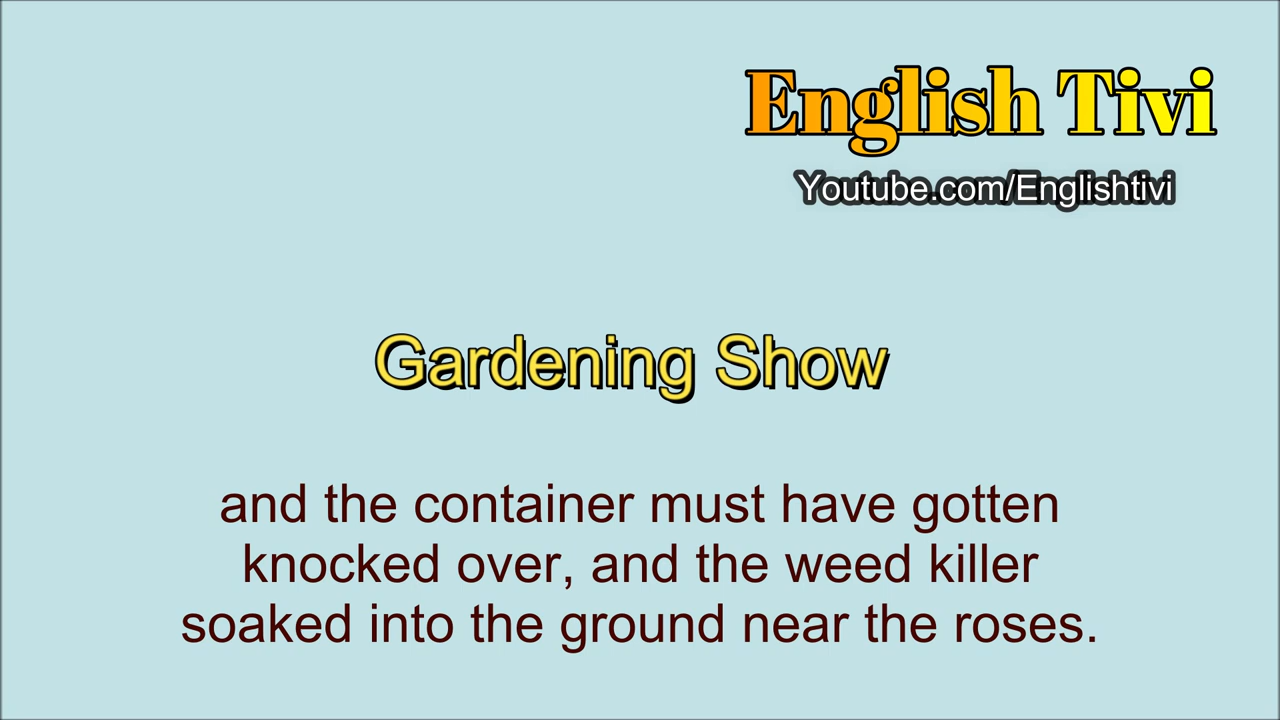 English Tivi
Youtube.com/Englishtivi
Gardening Show
and the container must have gotten
knocked over, and the weed killer
soaked into the ground near the roses.